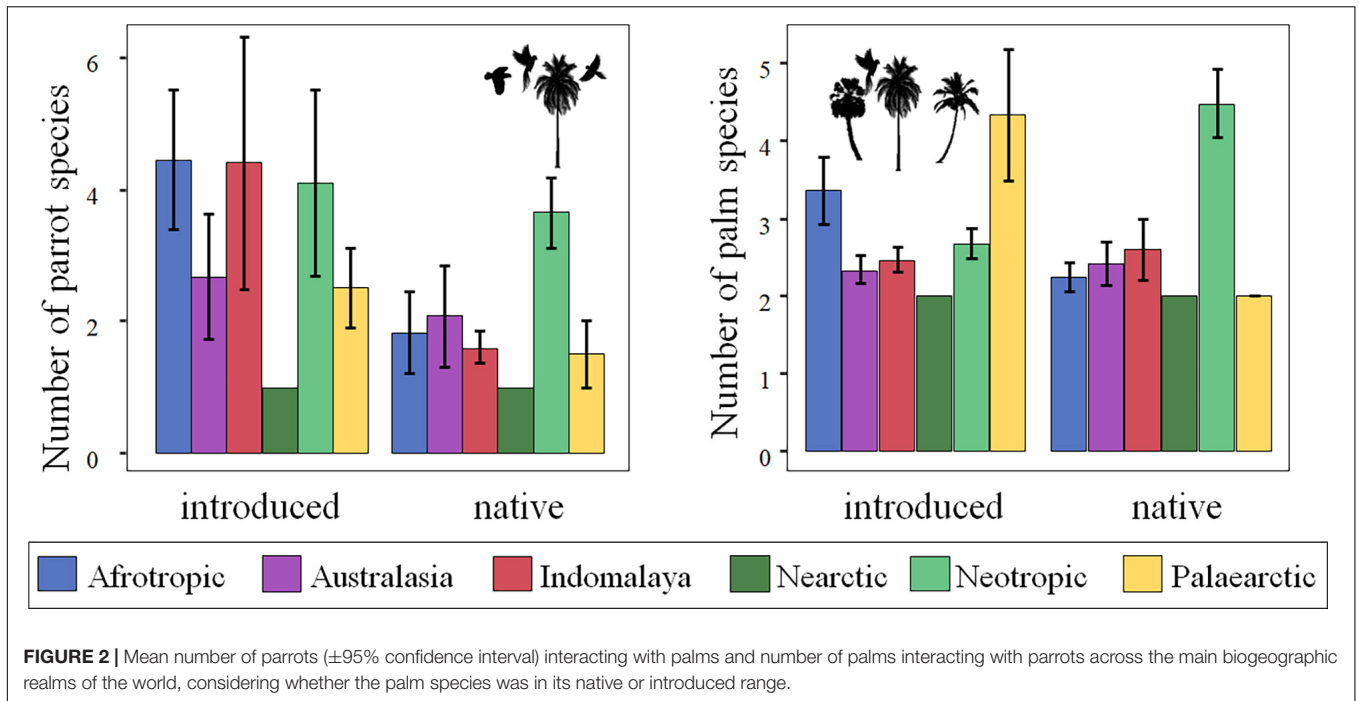 Number of parrot species
6
4
2
0
introduced native
Number of palm species
5
4
3
2
1
0
introduced native
Afrotropic Australasia Indomalaya Nearctic Neotropic Palaearctic
FIGURE 2 | Mean number of parrots (±95% confidence interval) interacting with palms and number of palms interacting with parrots across the main biogeographic
realms of the world, considering whether the palm species was in its native or introduced range.